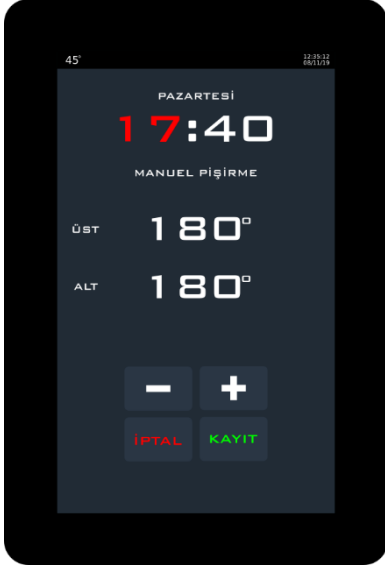 45° 12:35:12
08/11/19
PAZARTESİ
17:40
MANUEL PİŞİRME
ÜST 180°
ALT 180°
- +
İPTAL KAYIT